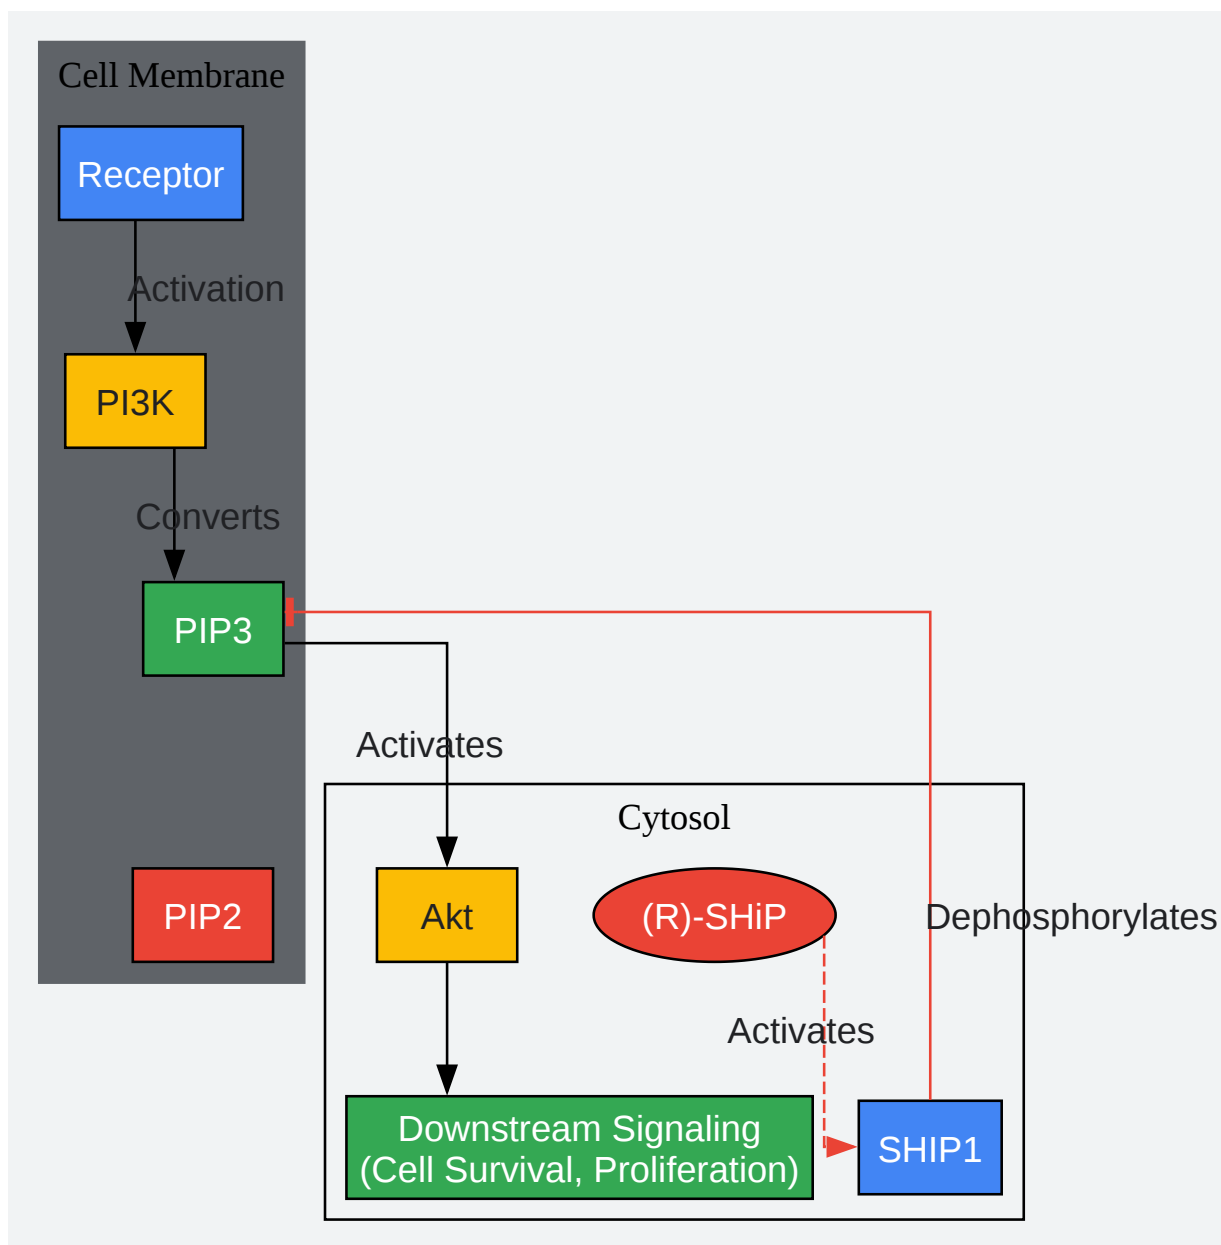 Cell Membrane
Receptor
Activation
PI3K
Converts
PIP3
Activates
Cytosol
PIP2
Akt
(R)-SHiP
Dephosphorylates
Activates
Downstream Signaling
(Cell Survival, Proliferation)
SHIP1